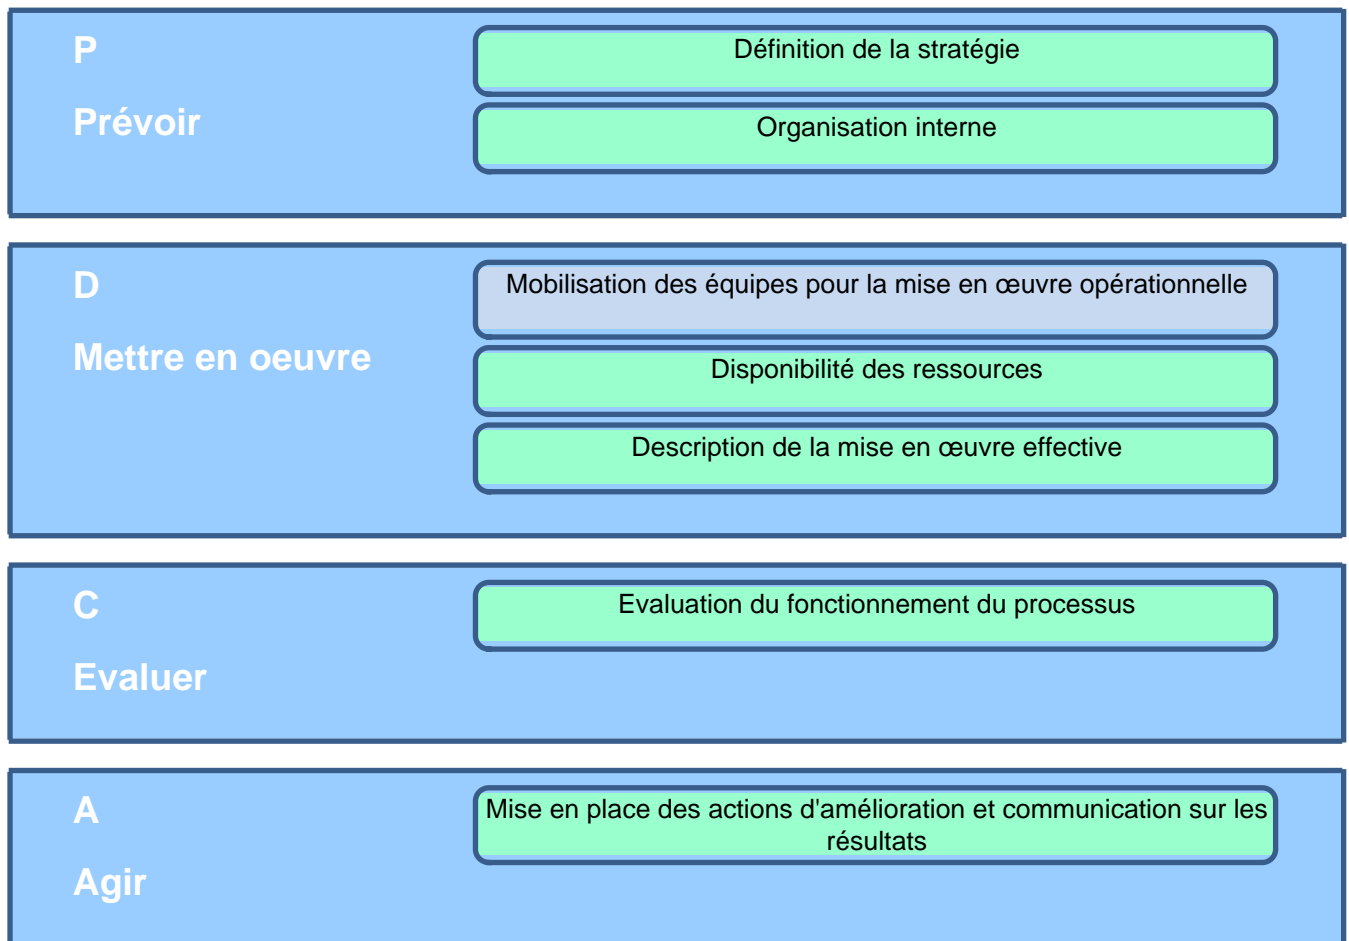 P
Prévoir
Définition de la stratégie
Organisation interne
D
Mettre en oeuvre
Mobilisation des équipes pour la mise en œuvre opérationnelle
Disponibilité des ressources
Description de la mise en œuvre effective
C
Evaluer
Evaluation du fonctionnement du processus
A
Agir
Mise en place des actions d'amélioration et communication sur les
résultats